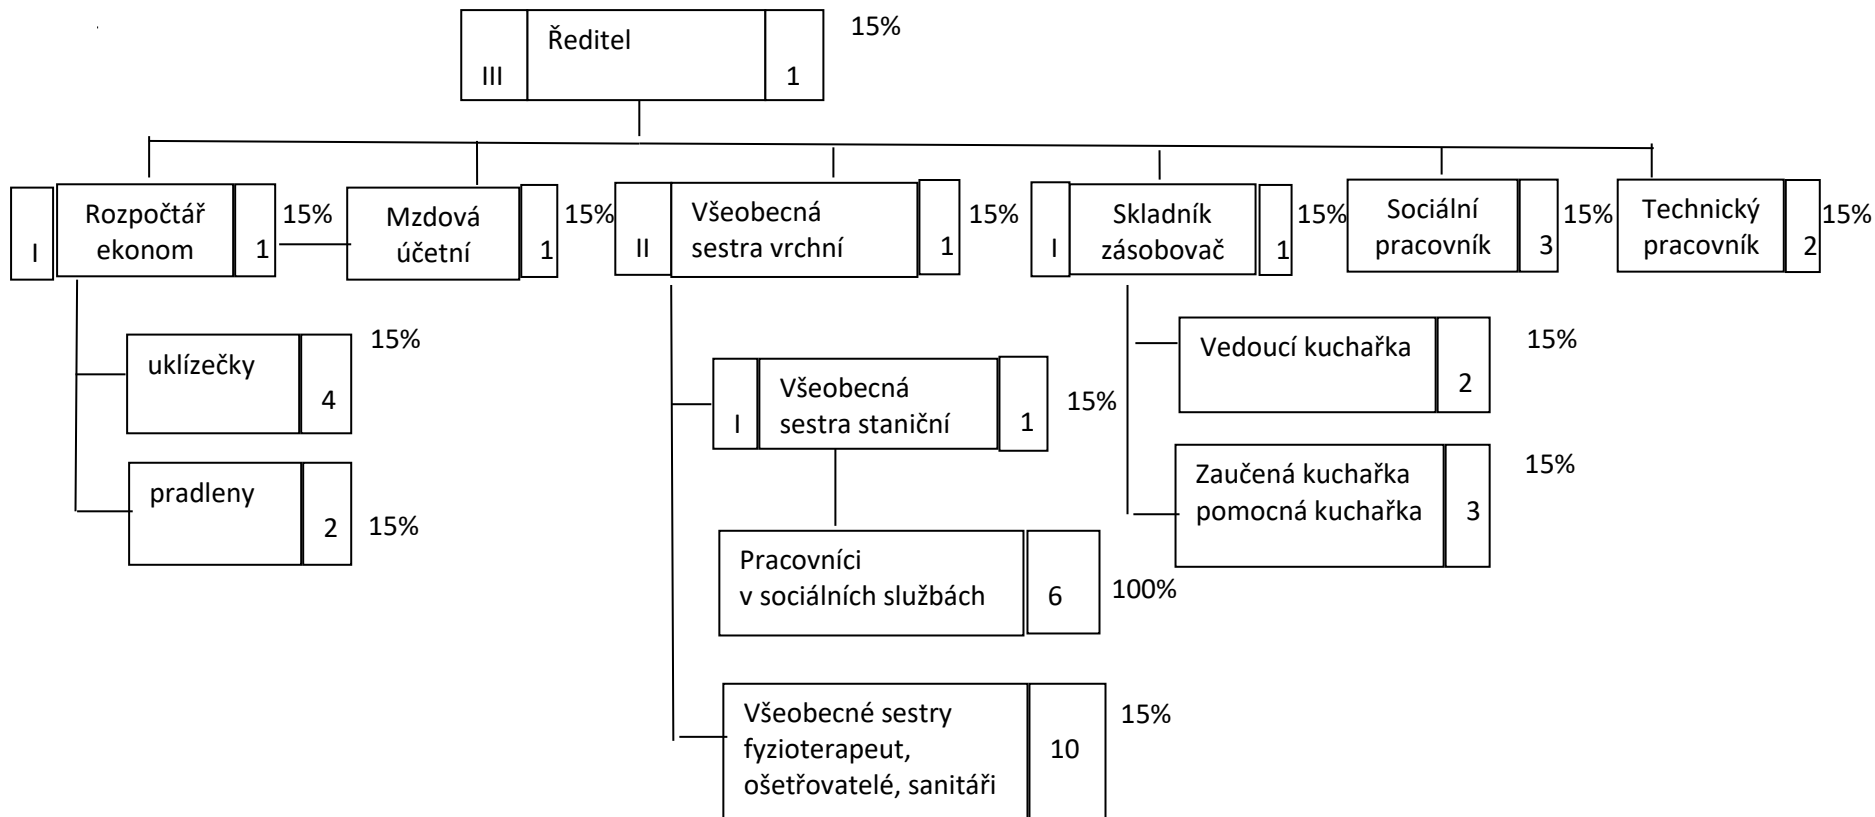 Ředitel
III
1
15%
I
Rozpočtář
ekonom
1
15%
Mzdová
účetní
1
15%
II
Všeobecná
sestra vrchní
1
15%
I
Skladník
zásobovač
1
15%
Sociální
pracovník
3
15%
Technický
pracovník
2
15%
uklízečky
4
15%
pradleny
2
15%
I
Všeobecná
sestra staniční
1
15%
Pracovníci
v sociálních službách
6
100%
Všeobecné sestry
fyzioterapeut,
ošetřovatelé, sanitáři
10
15%
Vedoucí kuchařka
2
15%
Zaučená kuchařka
pomocná kuchařka
3
15%